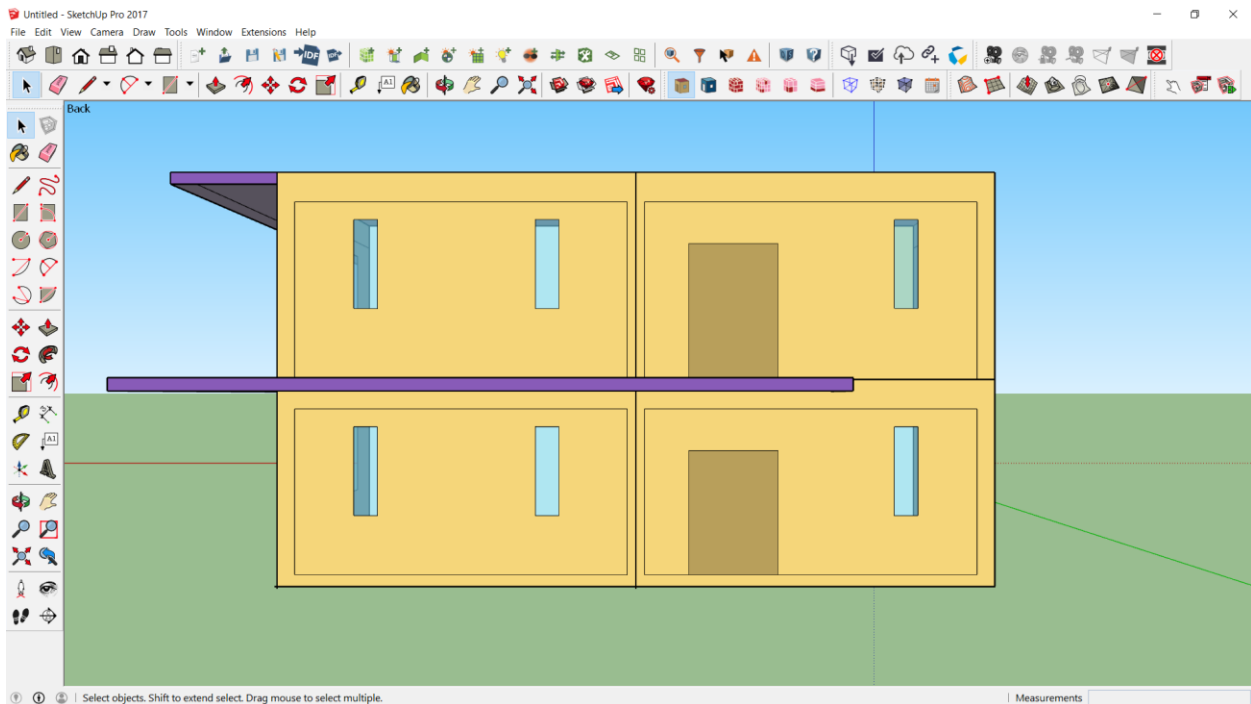 Untitled - SketchUp Pro 2017
File Edit View Camera Draw Tools Window Extensions Help
IDF
A1
Back
A1
Select objects. Shift to extend select. Drag mouse to select multiple.
Measurements